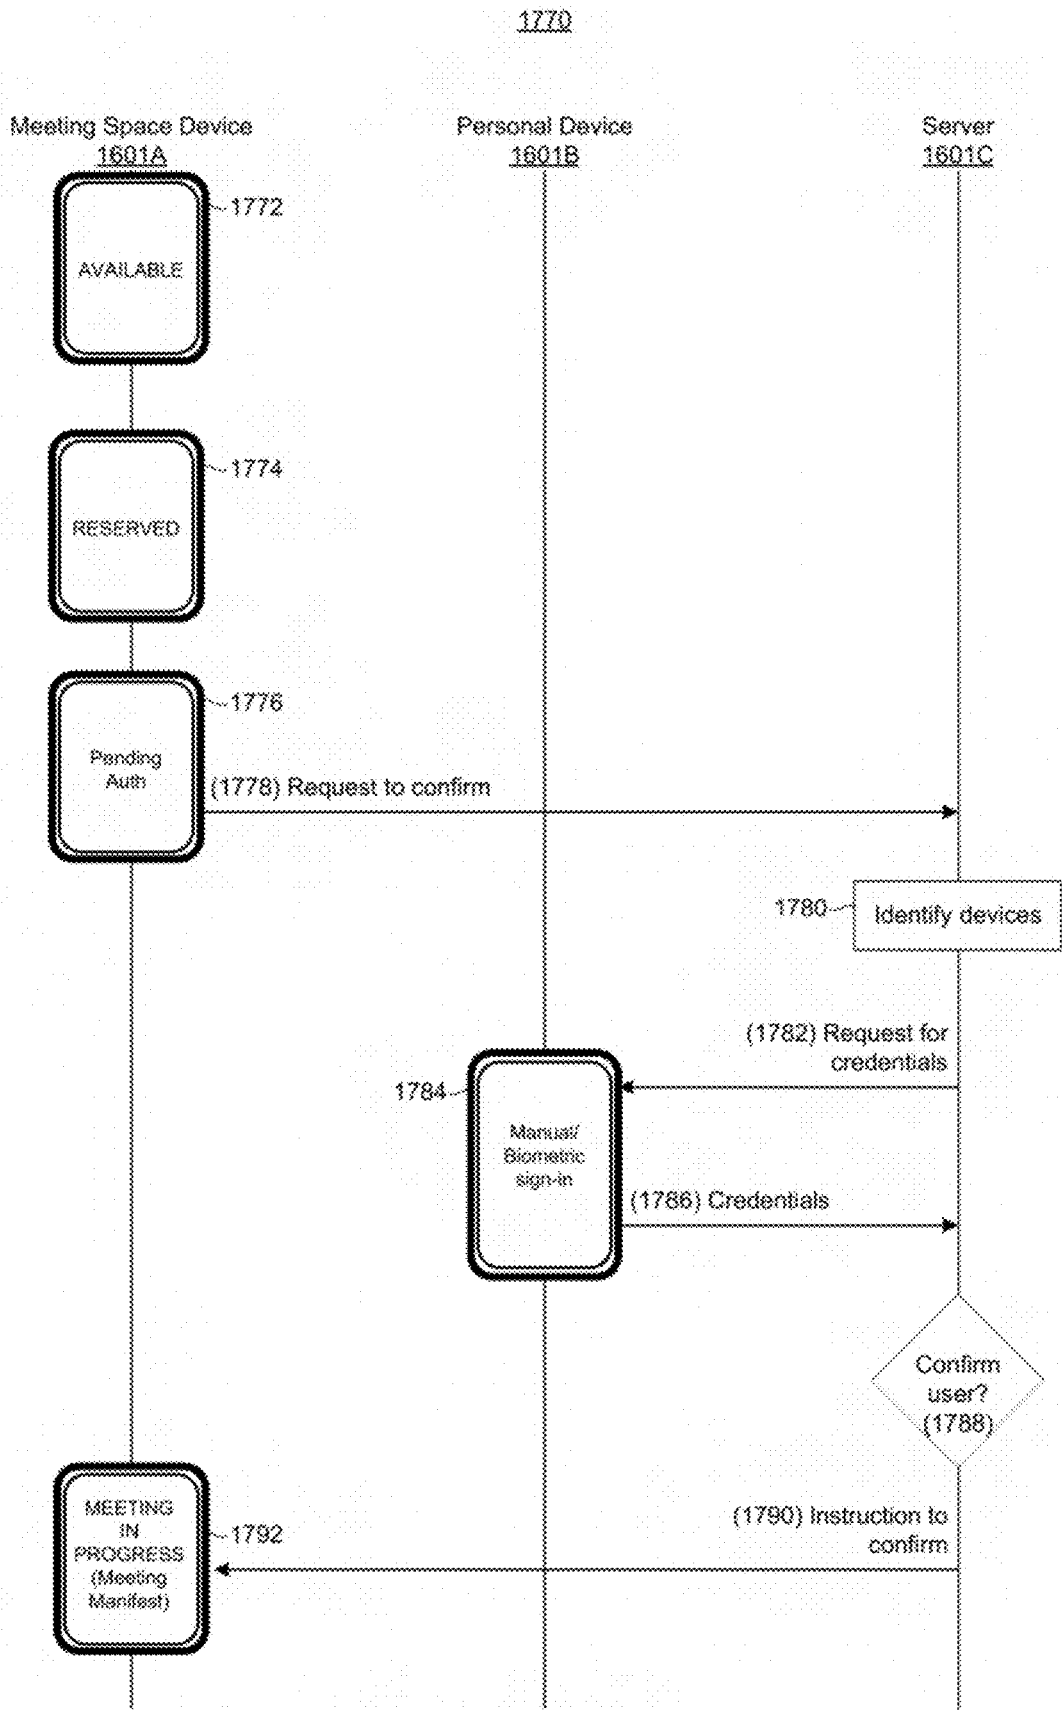 1770
Meeting Space Device
1601A
Personal Device
1601B
Server
1601C
1772
AVAILABLE
1774
RESERVED
1776
Pending
Auth
(1778) Request to confirm
1780
Identify devices
(1782) Request for
credentials
1784
Manual/
Biometric
sign-in
(1786) Credentials
Confirm
user?
(1788)
MEETING
IN
PROGRESS
(Meeting
Manifest)
1792
(1790) Instruction to
confirm